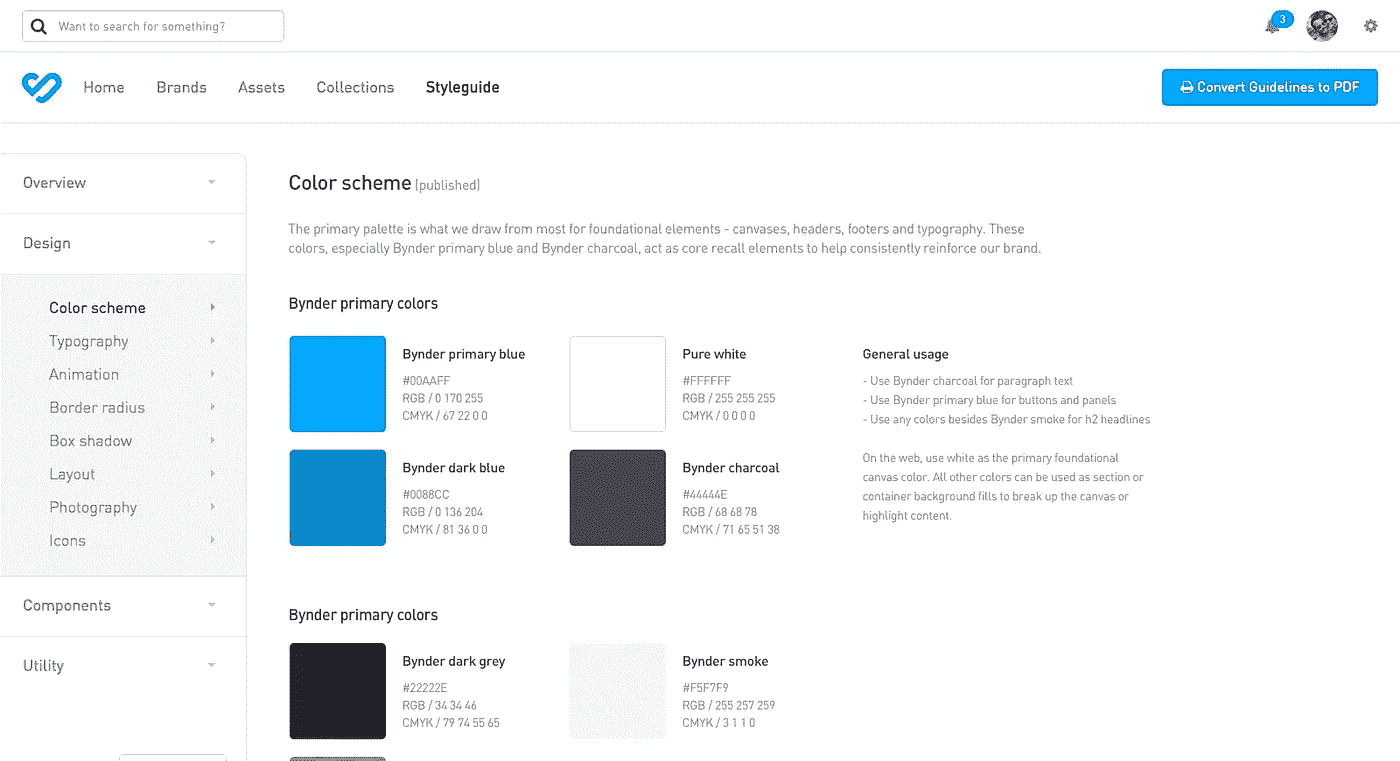 Want to search for something?
3
Home
Brands
Assets
Collections
Styleguide
Convert Guidelines to PDF
Overview
Design
Color scheme
Typography
Animation
Border radius
Box shadow
Layout
Photography
Icons
Components
Utility
Color scheme (published)
The primary palette is what we draw from most for foundational elements - canvases, headers, footers and typography. These
colors, especially Bynder primary blue and Bynder charcoal, act as core recall elements to help consistently reinforce our brand.
Bynder primary colors
Bynder primary blue
#00AAFF
RGB / 0 170 255
CMYK / 67 22 0 0
Pure white
#FFFFFF
RGB / 255 255 255
CMYK / 0 0 0 0
General usage
- Use Bynder charcoal for paragraph text
- Use Bynder primary blue for buttons and panels
- Use any colors besides Bynder smoke for h2 headlines
On the web, use white as the primary foundational
canvas color. All other colors can be used as section or
container background fills to break up the canvas or
highlight content.
Bynder dark blue
#0088CC
RGB / 0 136 204
CMYK / 81 36 0 0
Bynder charcoal
#44444E
RGB / 68 68 78
CMYK / 71 65 51 38
Bynder primary colors
Bynder dark grey
#22222E
RGB / 34 34 46
CMYK / 79 74 55 65
Bynder smoke
#F5F7F9
RGB / 255 257 259
CMYK / 3 1 1 0